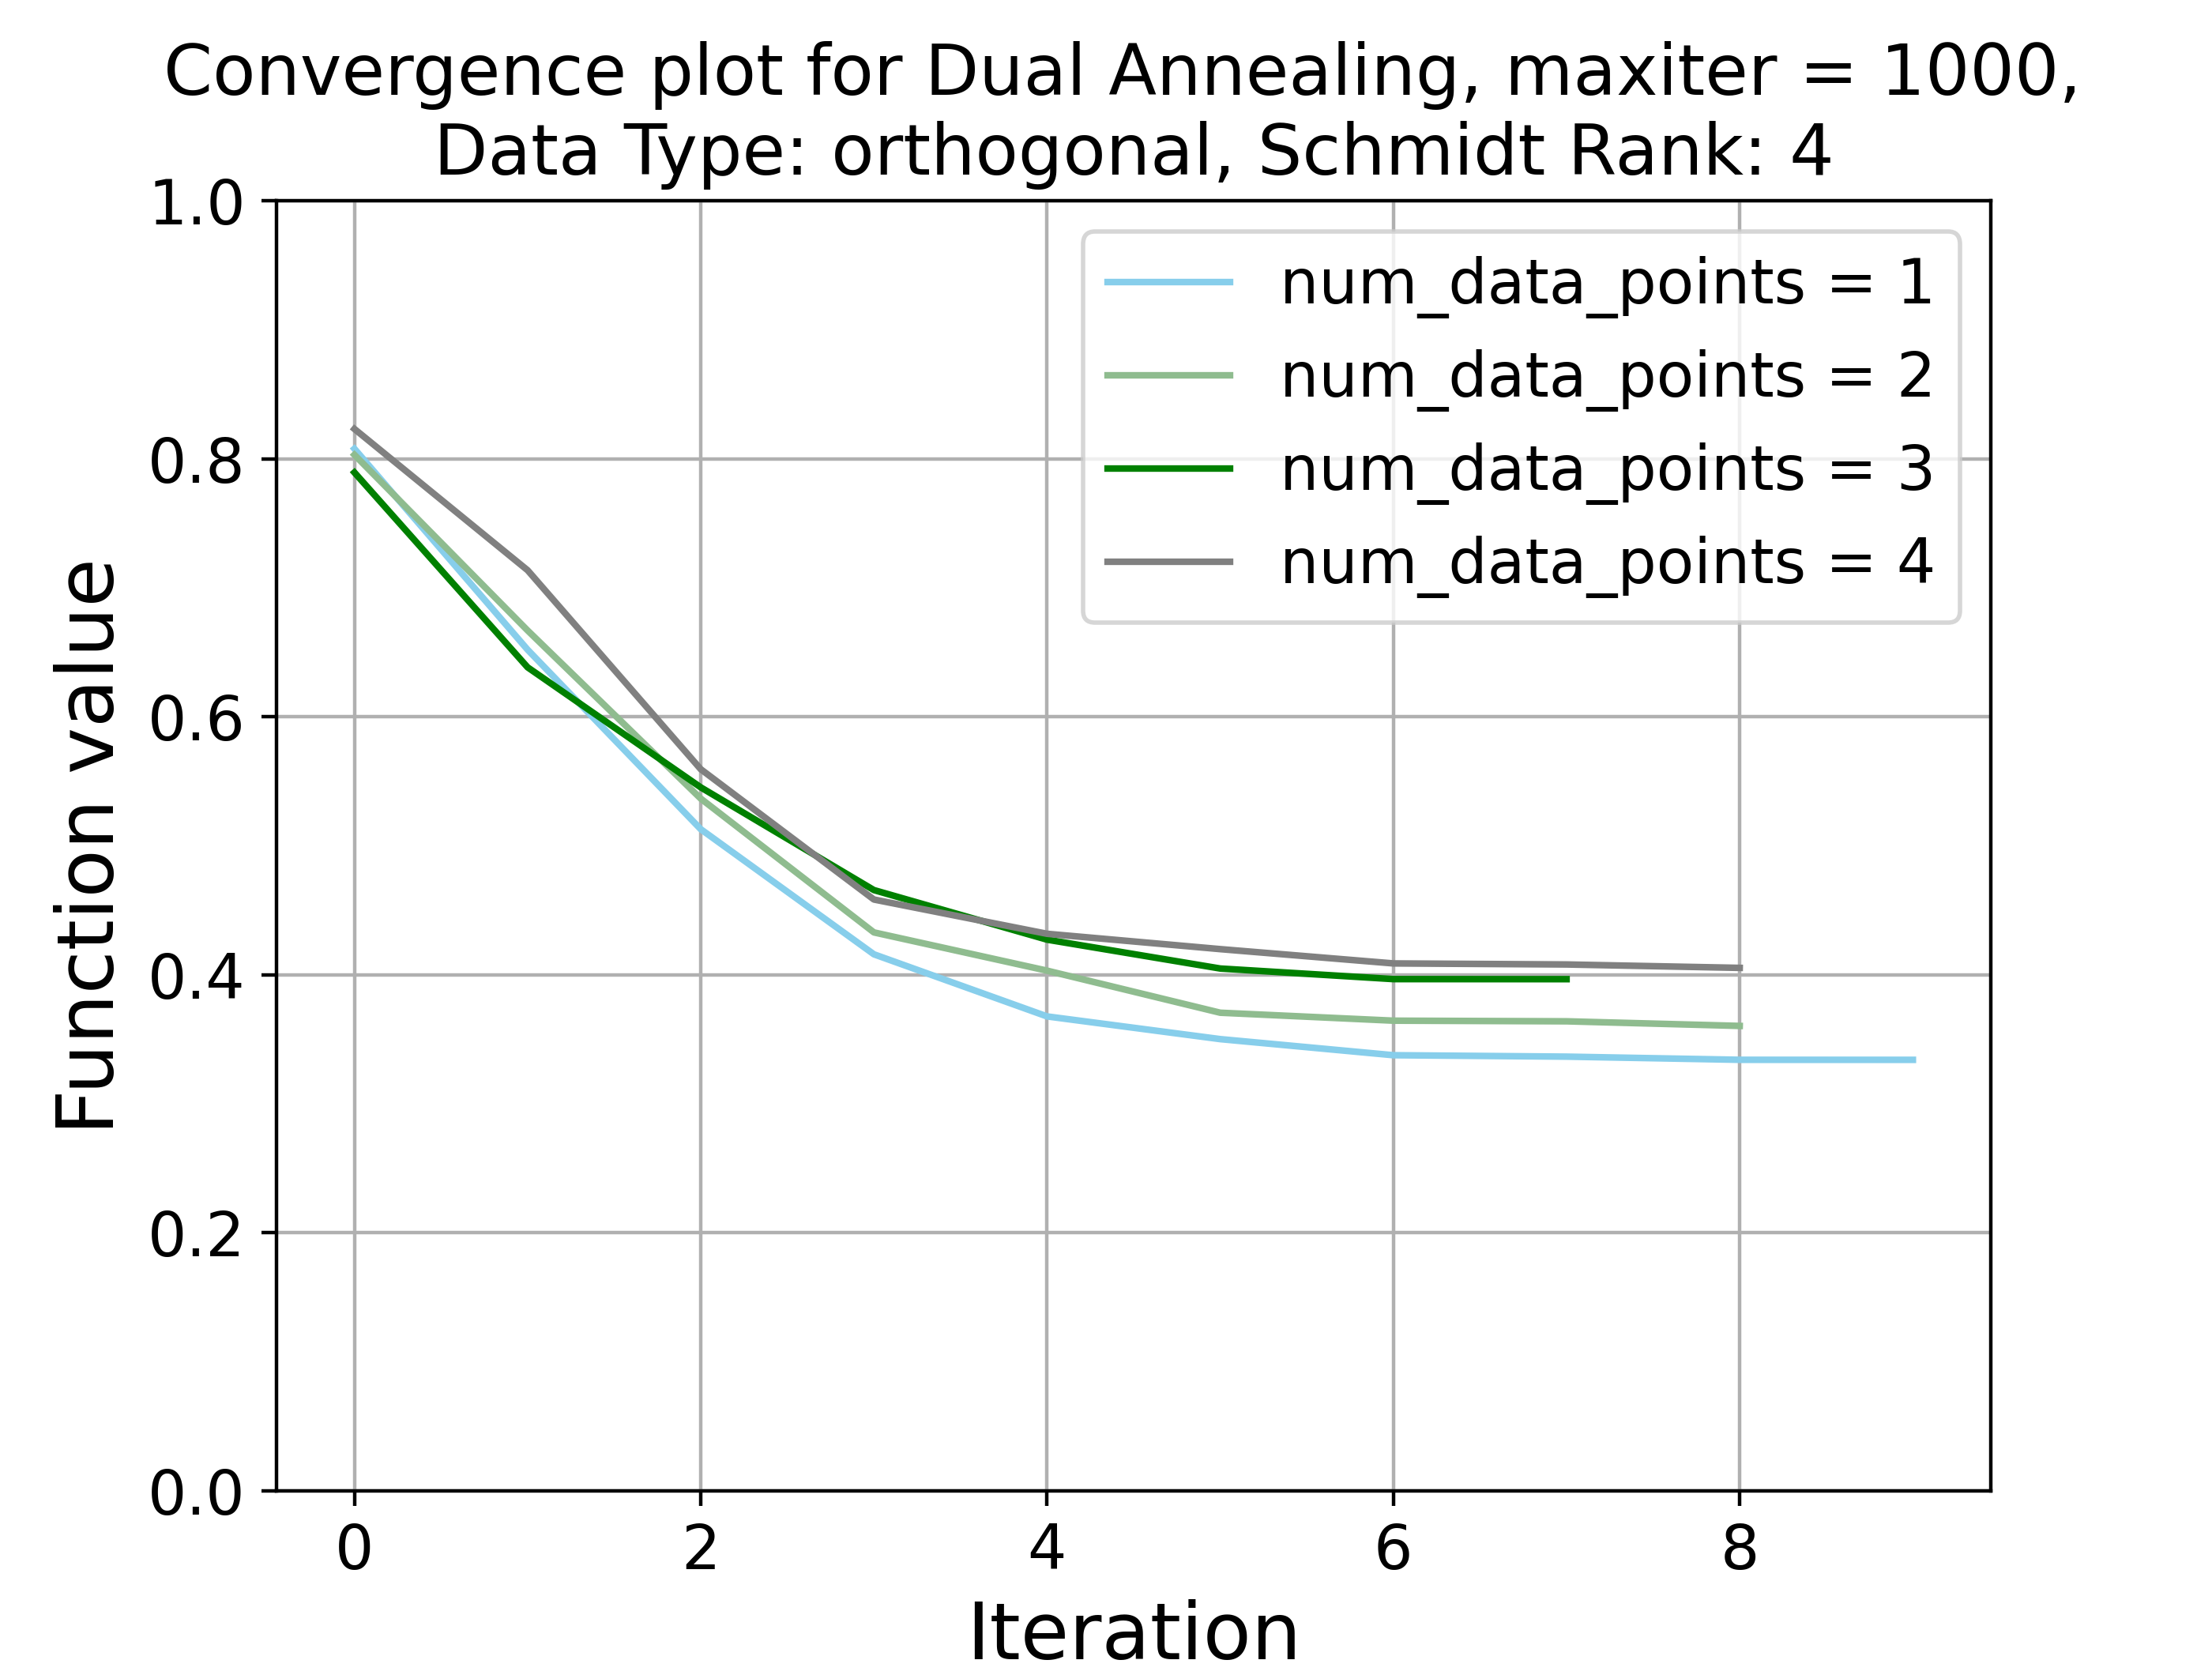 Convergence plot for Dual Annealing, maxiter = 1000,
Data Type: orthogonal, Schmidt Rank: 4
1.0
0.8
0.6
0.4
0.2
0.0
Function value
num_data_points = 1
num_data_points = 2
num_data_points = 3
num_data_points = 4
0 2 4 6 8
Iteration